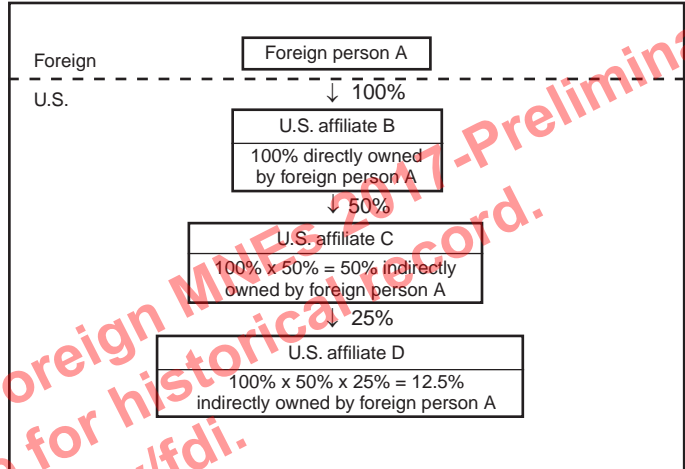 Foreign
Foreign person A
U.S.
↓ 100%
U.S. affiliate B
100% directly owned
by foreign person A
↓ 50%
U.S. affiliate C
100% x 50% = 50% indirectly
owned by foreign person A
↓ 25%
U.S. affiliate D
100% x 50% x 25% = 12.5%
indirectly owned by foreign person A
oreign MNEs 2017-Prelimina
for historical record.
/fdi.